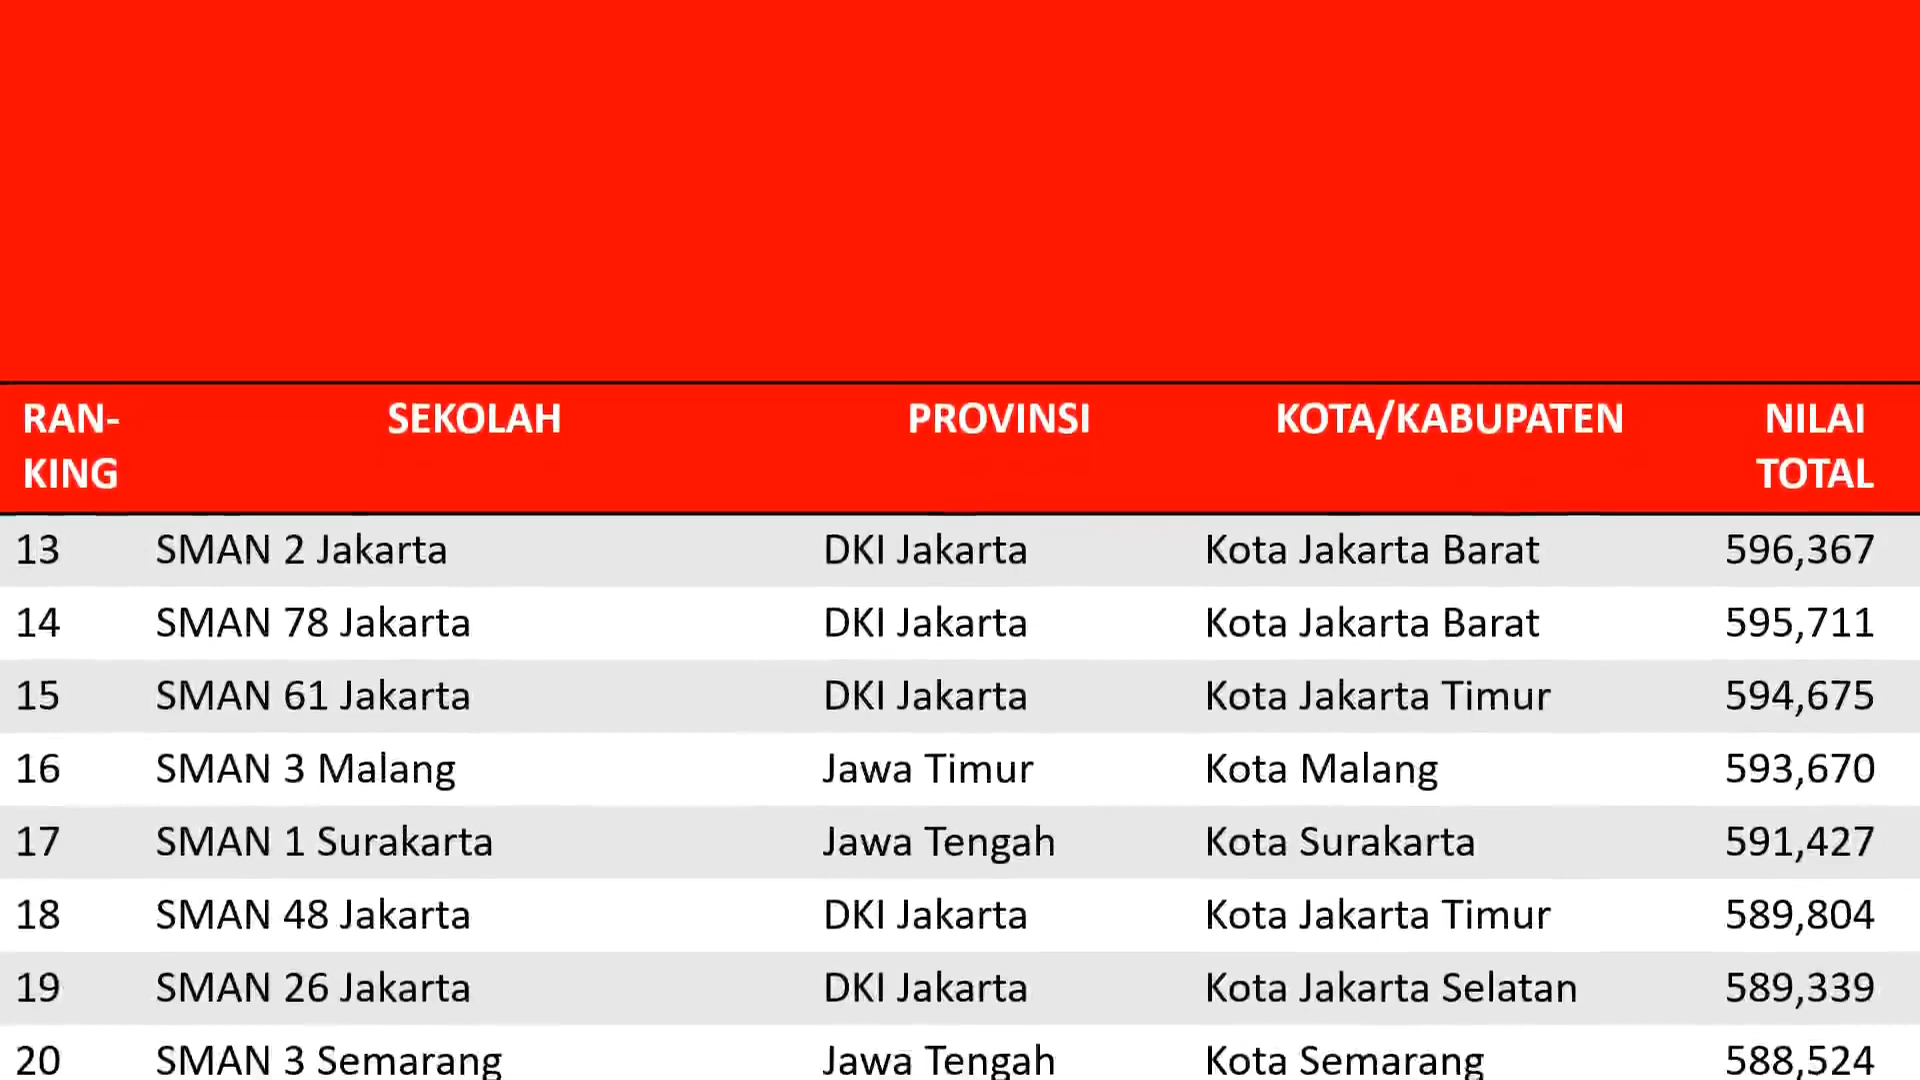 RAN-
KING SEKOLAH PROVINSI KOTA/KABUPATEN NILAI
TOTAL
13 SMAN 2 Jakarta DKI Jakarta Kota Jakarta Barat 596,367
14 SMAN 78 Jakarta DKI Jakarta Kota Jakarta Barat 595,711
15 SMAN 61 Jakarta DKI Jakarta Kota Jakarta Timur 594,675
16 SMAN 3 Malang Jawa Timur Kota Malang 593,670
17 SMAN 1 Surakarta Jawa Tengah Kota Surakarta 591,427
18 SMAN 48 Jakarta DKI Jakarta Kota Jakarta Timur 589,804
19 SMAN 26 Jakarta DKI Jakarta Kota Jakarta Selatan 589,339
20 SMAN 3 Semarang Jawa Tengah Kota Semarang 588,524